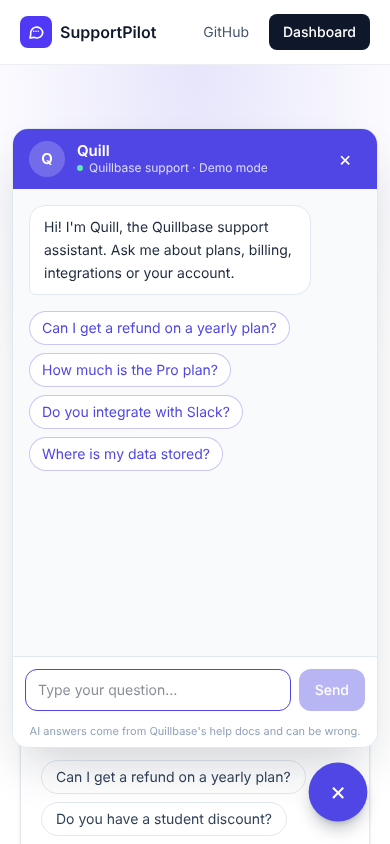 SupportPilot
GitHub
Dashboard
Q
Quill
Quillbase support · Demo mode
Hi! I'm Quill, the Quillbase support
assistant. Ask me about plans, billing,
integrations or your account.
Can I get a refund on a yearly plan?
How much is the Pro plan?
Do you integrate with Slack?
Where is my data stored?
Type your question...
Send
AI answers come from Quillbase's help docs and can be wrong.
Can I get a refund on a yearly plan?
Do you have a student discount?